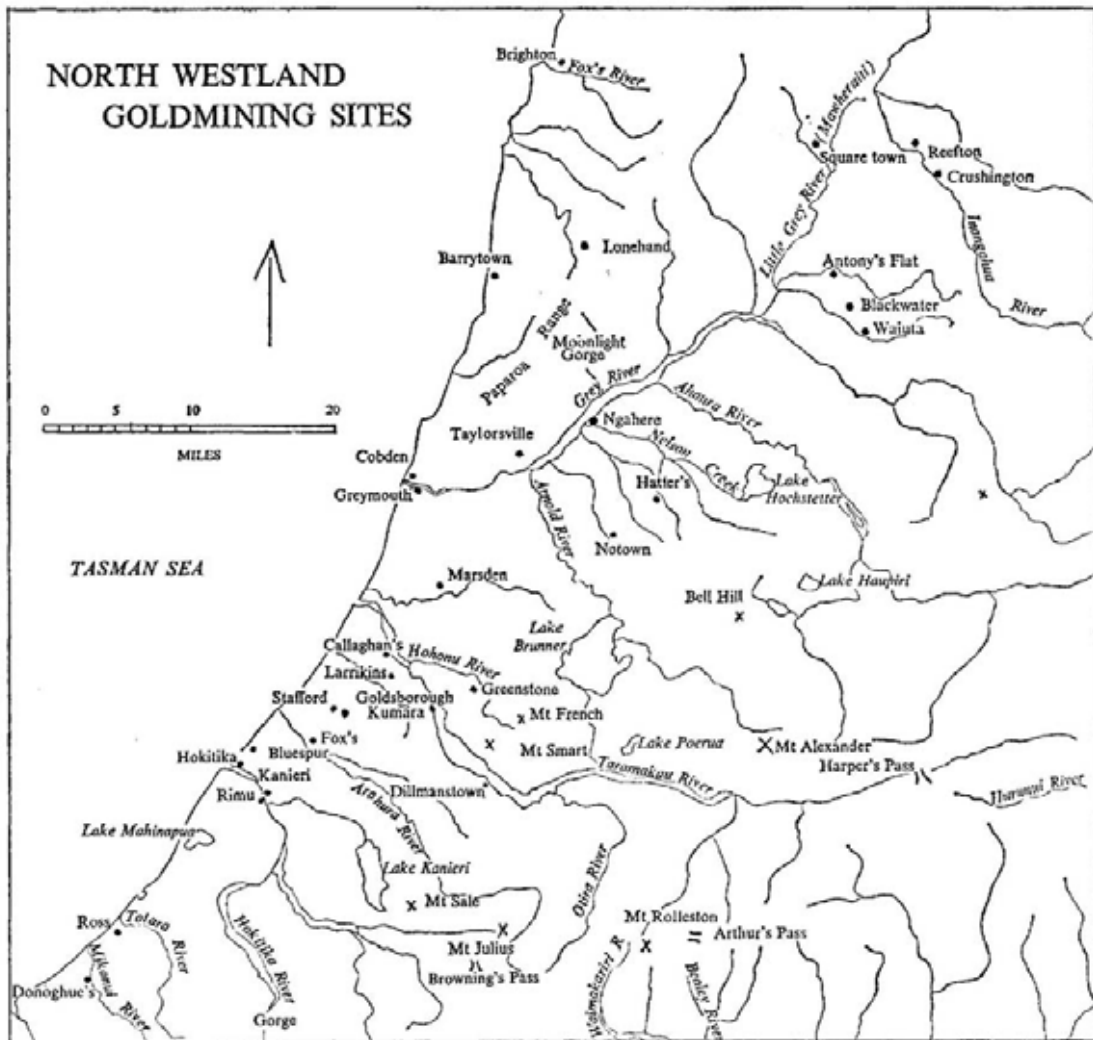 NORTH WESTLAND
GOLDMINING SITES
Brighton
Fox's River
(Mawheraiti)
Square town
Reefton
Crushington
Little Grey River
Inangahua
River
Lonehand
Barrytown
Antony's Flat
Blackwater
Waiuta
Paparoa Range
Moonlight
Gorge
Grey River
Ahaura River
0 5 10 20
MILES
Ngahere
Taylorsville
Nelson
Creek
Cobden
Greymouth
Hatter's
Lake
Hochstetter
Arnold River
Notown
TASMAN SEA
Marsden
Bell Hill
Lake Haupiri
Lake
Brunner
Callaghan's
Hohonu River
Larrikins
Greenstone
Stafford
Goldsborough
Kumara
Mt French
Fox's
Mt Smart
Lake Poerua
Mt Alexander
Hokitika
Bluespur
Harper's Pass
Kanieri
Taramakau River
Dillmanstown
Hurunui River
Rimu
Arahura
River
Lake Mahinapua
Lake Kanieri
Otira River
Mt Sale
Mt Rolleston
Ross
Totara
River
Hokitika River
Arthur's Pass
Mt Julius
Browning's Pass
Mikonui
River
Waimakariri R
Bealey River
Donoghue's
Gorge